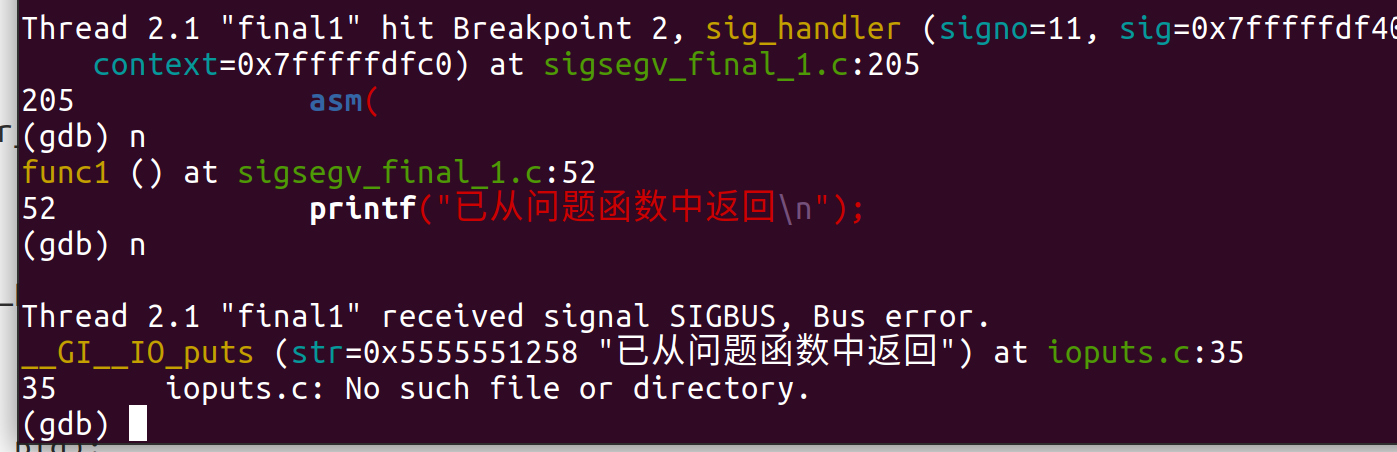 Thread 2.1 "final1" hit Breakpoint 2, sig_handler (signo=11, sig=0x7fffffdf40
context=0x7fffffdfc0) at sigsegv_final_1.c:205
205 asm(
(gdb) n
func1 () at sigsegv_final_1.c:52
52 printf("已从问题函数中返回\n");
(gdb) n
Thread 2.1 "final1" received signal SIGBUS, Bus error.
__GI__IO_puts (str=0x5555551258 "已从问题函数中返回") at ioputs.c:35
35 ioputs.c: No such file or directory.
(gdb)